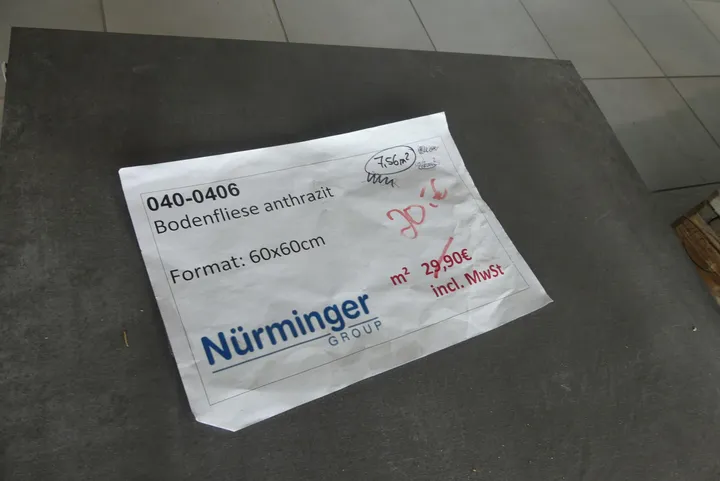 7,56m²
040-0406
Bodenfliese anthrazit
Format: 60x60cm
20,-€
m² 29,90€
incl. MwSt
Nürminger
GROUP